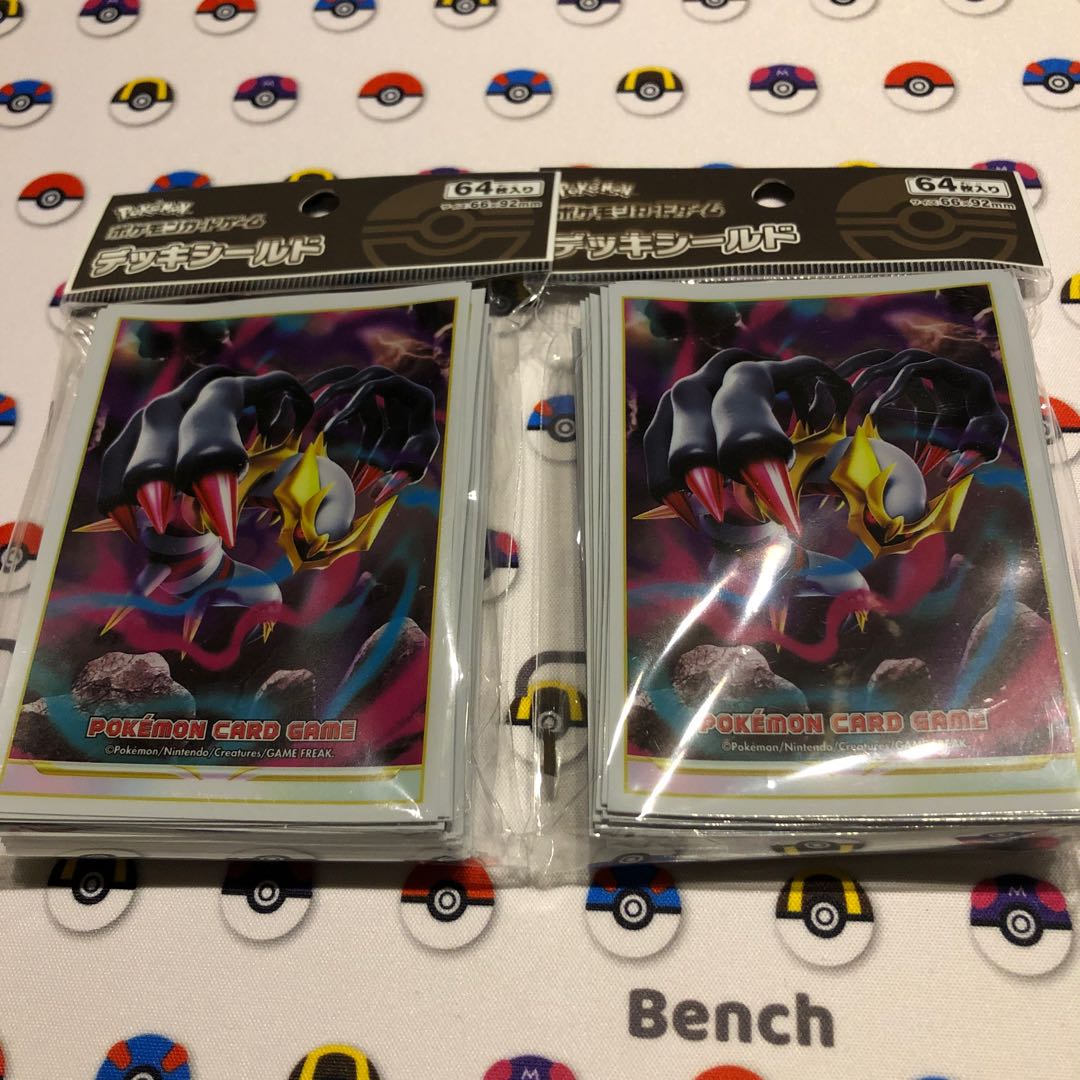 Pokémon
ポケモンカードゲーム
デッキシールド
64枚入り
サイズ:66×92mm
POKÉMON CARD GAME
©Pokémon/Nintendo/Creatures/GAME FREAK.
Pokémon
ポケモンカードゲーム
デッキシールド
64枚入り
サイズ:66×92mm
POKÉMON CARD GAME
©Pokémon/Nintendo/Creatures/GAME FREAK.
Bench